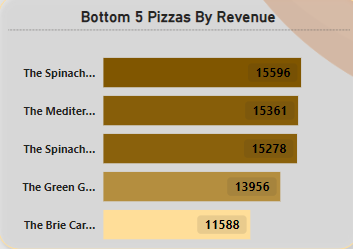 Bottom 5 Pizzas By Revenue
The Spinach... 15596
The Mediter... 15361
The Spinach... 15278
The Green G... 13956
The Brie Car... 11588